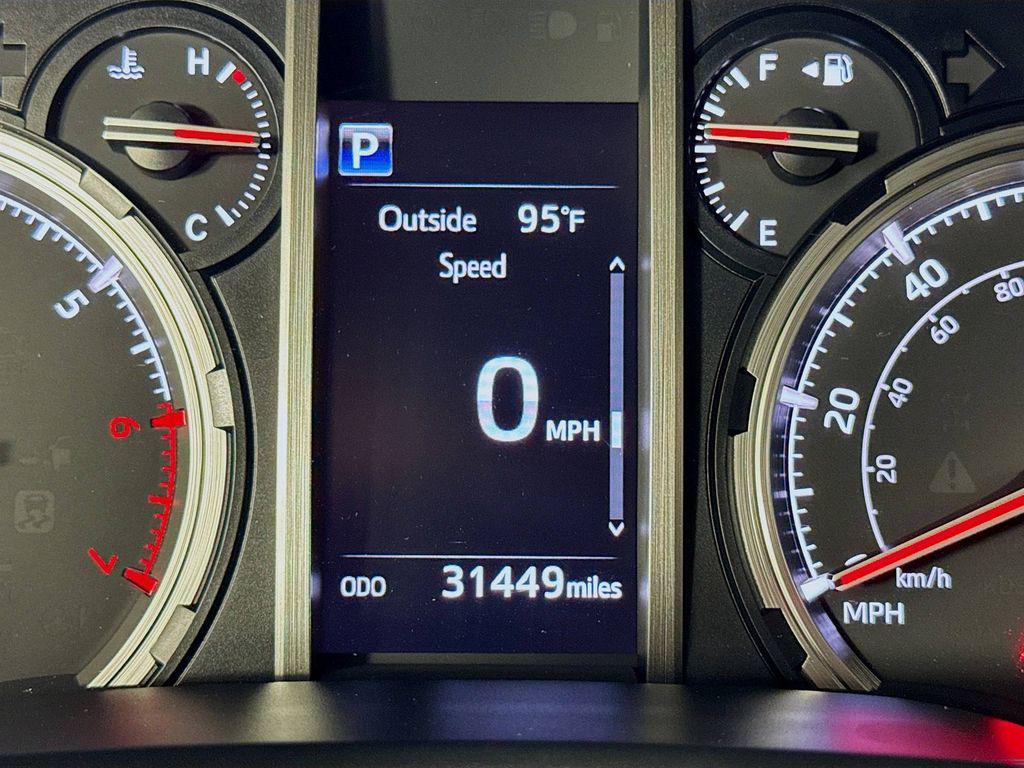 H
C
5
6
7
P
Outside 95°F
Speed
0 MPH
ODO 31449 miles
F
E
40
20
80
60
40
20
km/h
MPH